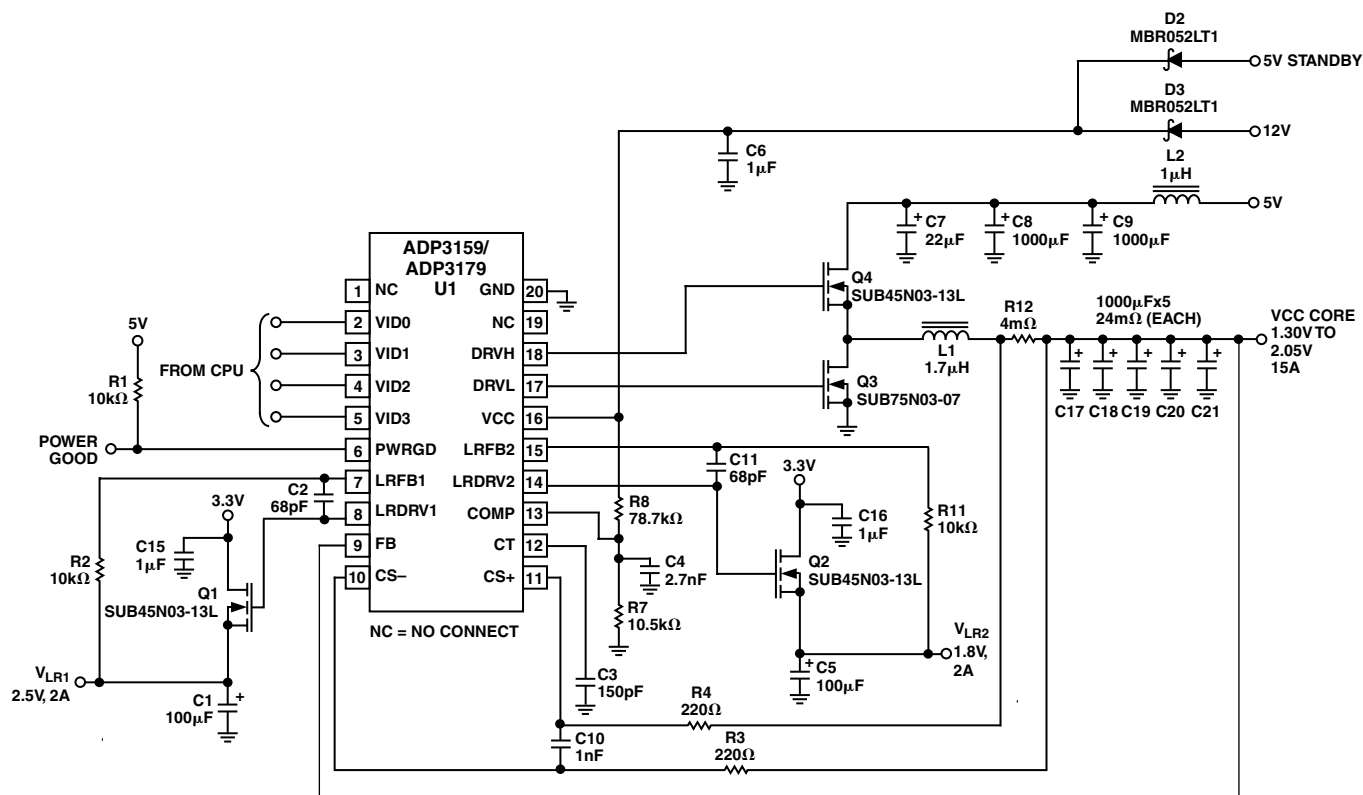 D2
MBR052LT1
5V STANDBY
D3
MBR052LT1
12V
C6
1µF
L2
1µH
5V
C7
22µF
C8
1000µF
C9
1000µF
ADP3159/
ADP3179
U1
1 NC
GND 20
2 VID0
NC 19
3 VID1
DRVH 18
4 VID2
DRVL 17
5 VID3
VCC 16
6 PWRGD
LRFB2 15
7 LRFB1
LRDRV2 14
8 LRDRV1
COMP 13
9 FB
CT 12
10 CS–
CS+ 11
NC = NO CONNECT
FROM CPU
5V
R1
10kΩ
POWER
GOOD
Q4
SUB45N03-13L
Q3
SUB75N03-07
L1
1.7µH
R12
4mΩ
1000µFx5
24mΩ (EACH)
VCC CORE
1.30V TO
2.05V
15A
C17
C18
C19
C20
C21
C2
68pF
3.3V
C15
1µF
R2
10kΩ
Q1
SUB45N03-13L
VLR1
2.5V, 2A
C1
100µF
C11
68pF
3.3V
C16
1µF
R11
10kΩ
Q2
SUB45N03-13L
R8
78.7kΩ
C4
2.7nF
R7
10.5kΩ
VLR2
1.8V,
2A
C5
100µF
C3
150pF
R4
220Ω
C10
1nF
R3
220Ω